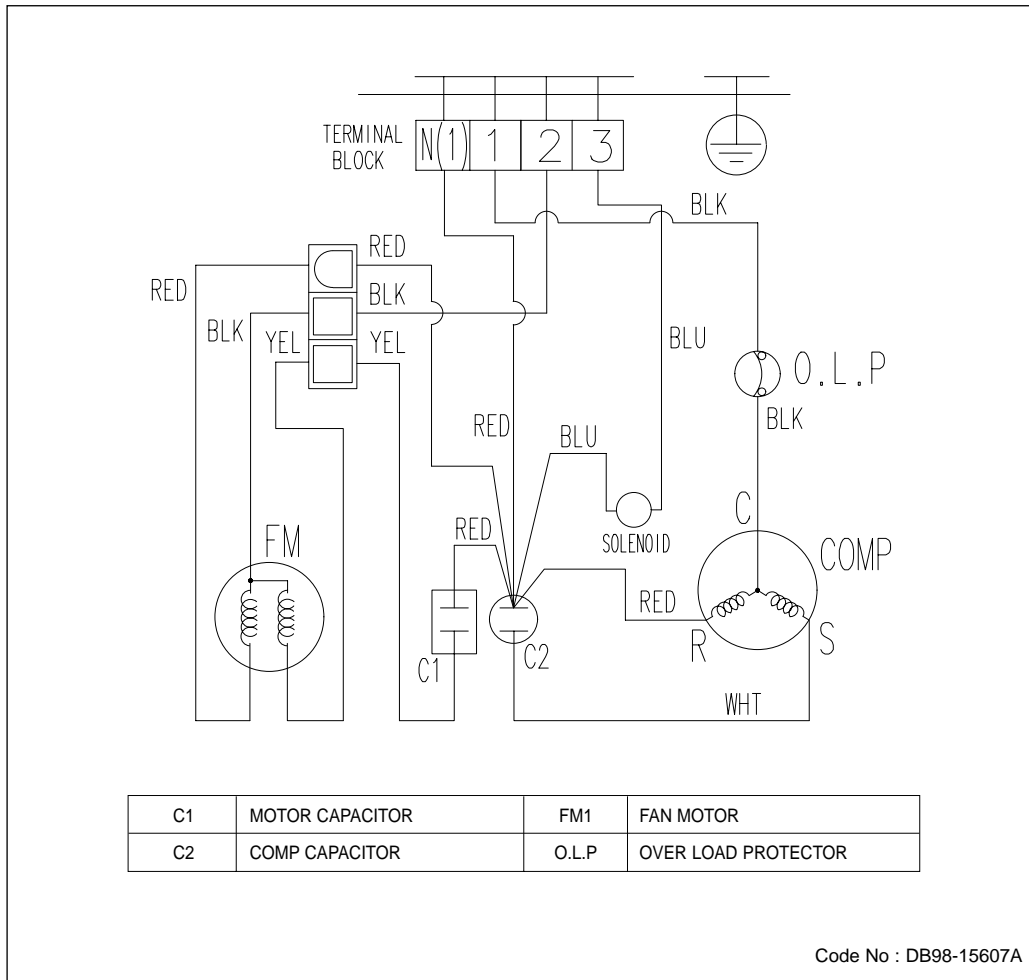 TERMINAL
BLOCK
N(1) 1 2 3
BLK
RED
RED
BLK
BLK
YEL
YEL
BLU
O.L.P
BLK
RED
BLU
SOLENOID
C
COMP
FM
RED
RED
R
S
C1
C2
WHT
C1 MOTOR CAPACITOR FM1 FAN MOTOR
C2 COMP CAPACITOR O.L.P OVER LOAD PROTECTOR
Code No : DB98-15607A